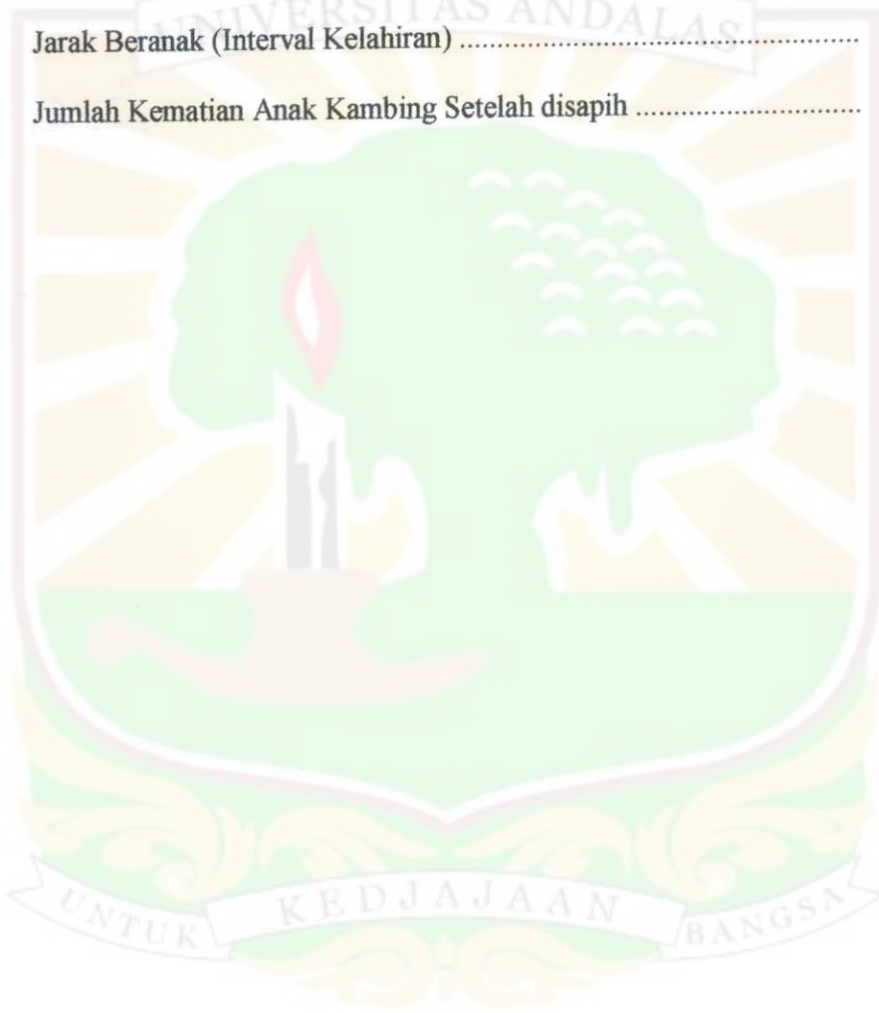 UNIVERSITAS ANDALAS
Jarak Beranak (Interval Kelahiran) .....................................................
Jumlah Kematian Anak Kambing Setelah disapih ..............................
UNTUK KEDJAJAAN BANGSA